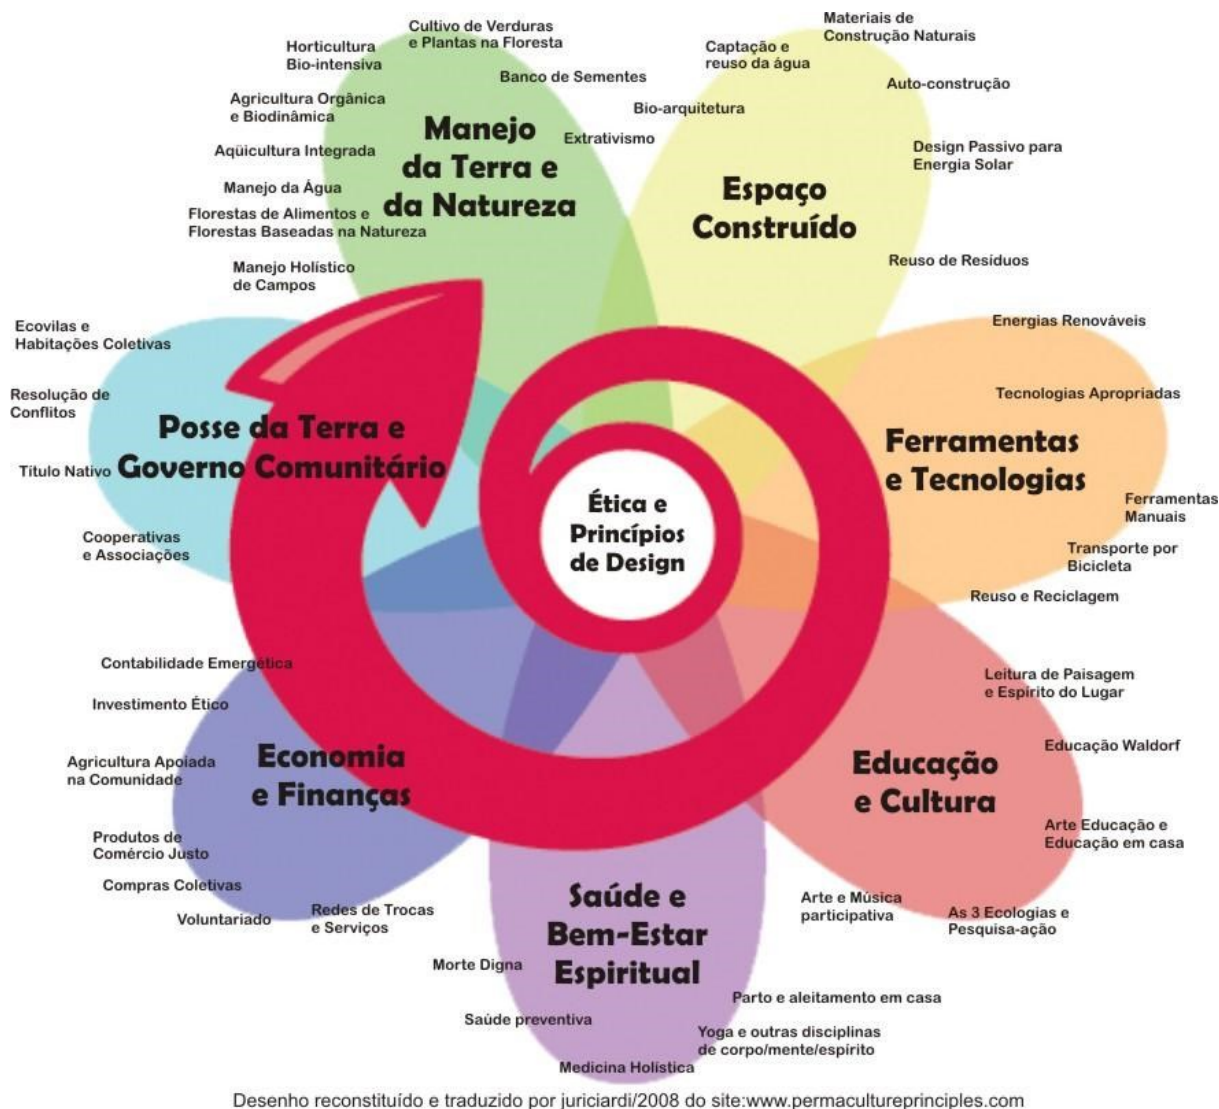 Cultivo de Verduras
e Plantas na Floresta
Horticultura
Bio-intensiva
Banco de Sementes
Agricultura Orgânica
e Biodinâmica
Extrativismo
Manejo
da Terra e
da Natureza
Aqüicultura Integrada
Manejo da Água
Florestas de Alimentos e
Florestas Baseadas na Natureza
Manejo Holístico
de Campos
Materiais de
Construção Naturais
Captação e
reuso da água
Auto-construção
Bio-arquitetura
Design Passivo para
Energia Solar
Espaço
Construído
Reuso de Resíduos
Energias Renováveis
Tecnologias Apropriadas
Ferramentas
e Tecnologias
Ferramentas
Manuais
Transporte por
Bicicleta
Reuso e Reciclagem
Ecovilas e
Habitações Coletivas
Resolução de
Conflitos
Posse da Terra e
Governo Comunitário
Título Nativo
Cooperativas
e Associações
Ética e
Princípios
de Design
Contabilidade Emergética
Investimento Ético
Agricultura Apoiada
na Comunidade
Economia
e Finanças
Produtos de
Comércio Justo
Compras Coletivas
Voluntariado
Redes de Trocas
e Serviços
Leitura de Paisagem
e Espírito do Lugar
Educação Waldorf
Educação
e Cultura
Arte Educação e
Educação em casa
Arte e Música
participativa
As 3 Ecologias e
Pesquisa-ação
Saúde e
Bem-Estar
Espiritual
Morte Digna
Saúde preventiva
Medicina Holística
Parto e aleitamento em casa
Yoga e outras disciplinas
de corpo/mente/espírito
Desenho reconstituído e traduzido por juriciardi/2008 do site:www.permacultureprinciples.com